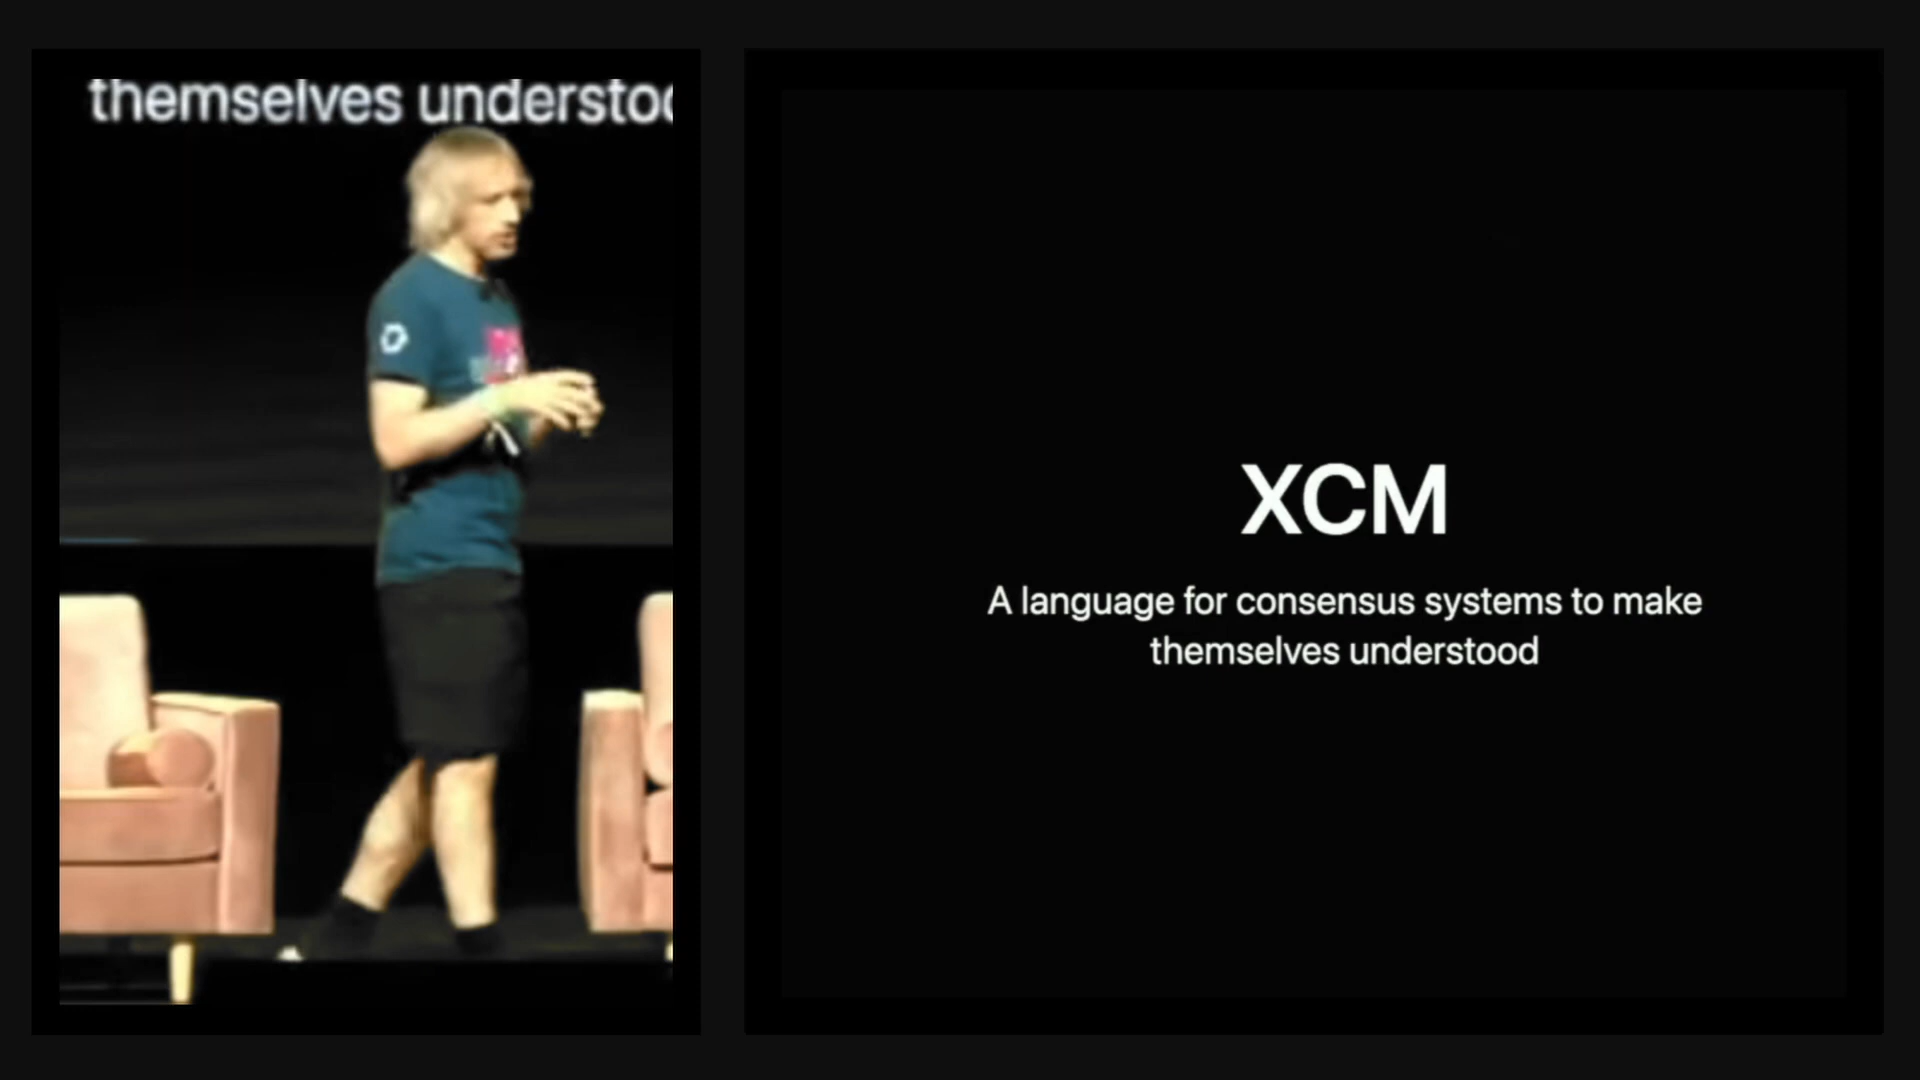 themselves understoo
XCM
A language for consensus systems to make
themselves understood